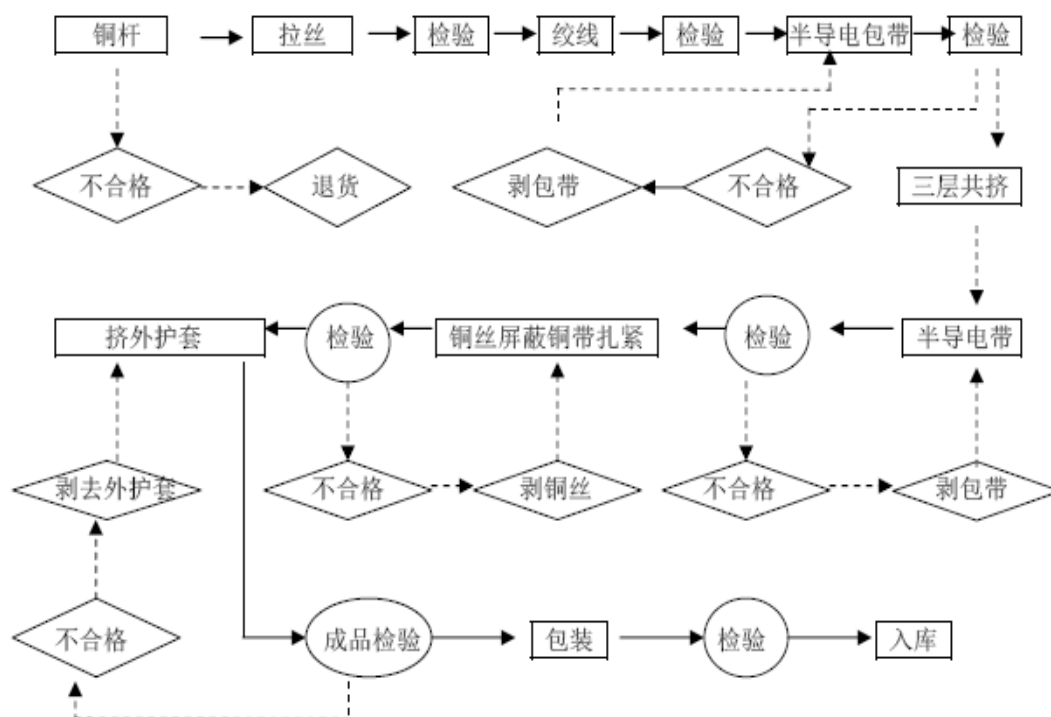 铜杆
拉丝
检验
绞线
检验
半导电包带
检验
不合格
退货
剥包带
不合格
三层共挤
挤外护套
检验
铜丝屏蔽铜带扎紧
检验
半导电带
剥去外护套
不合格
剥铜丝
不合格
剥包带
不合格
成品检验
包装
检验
入库